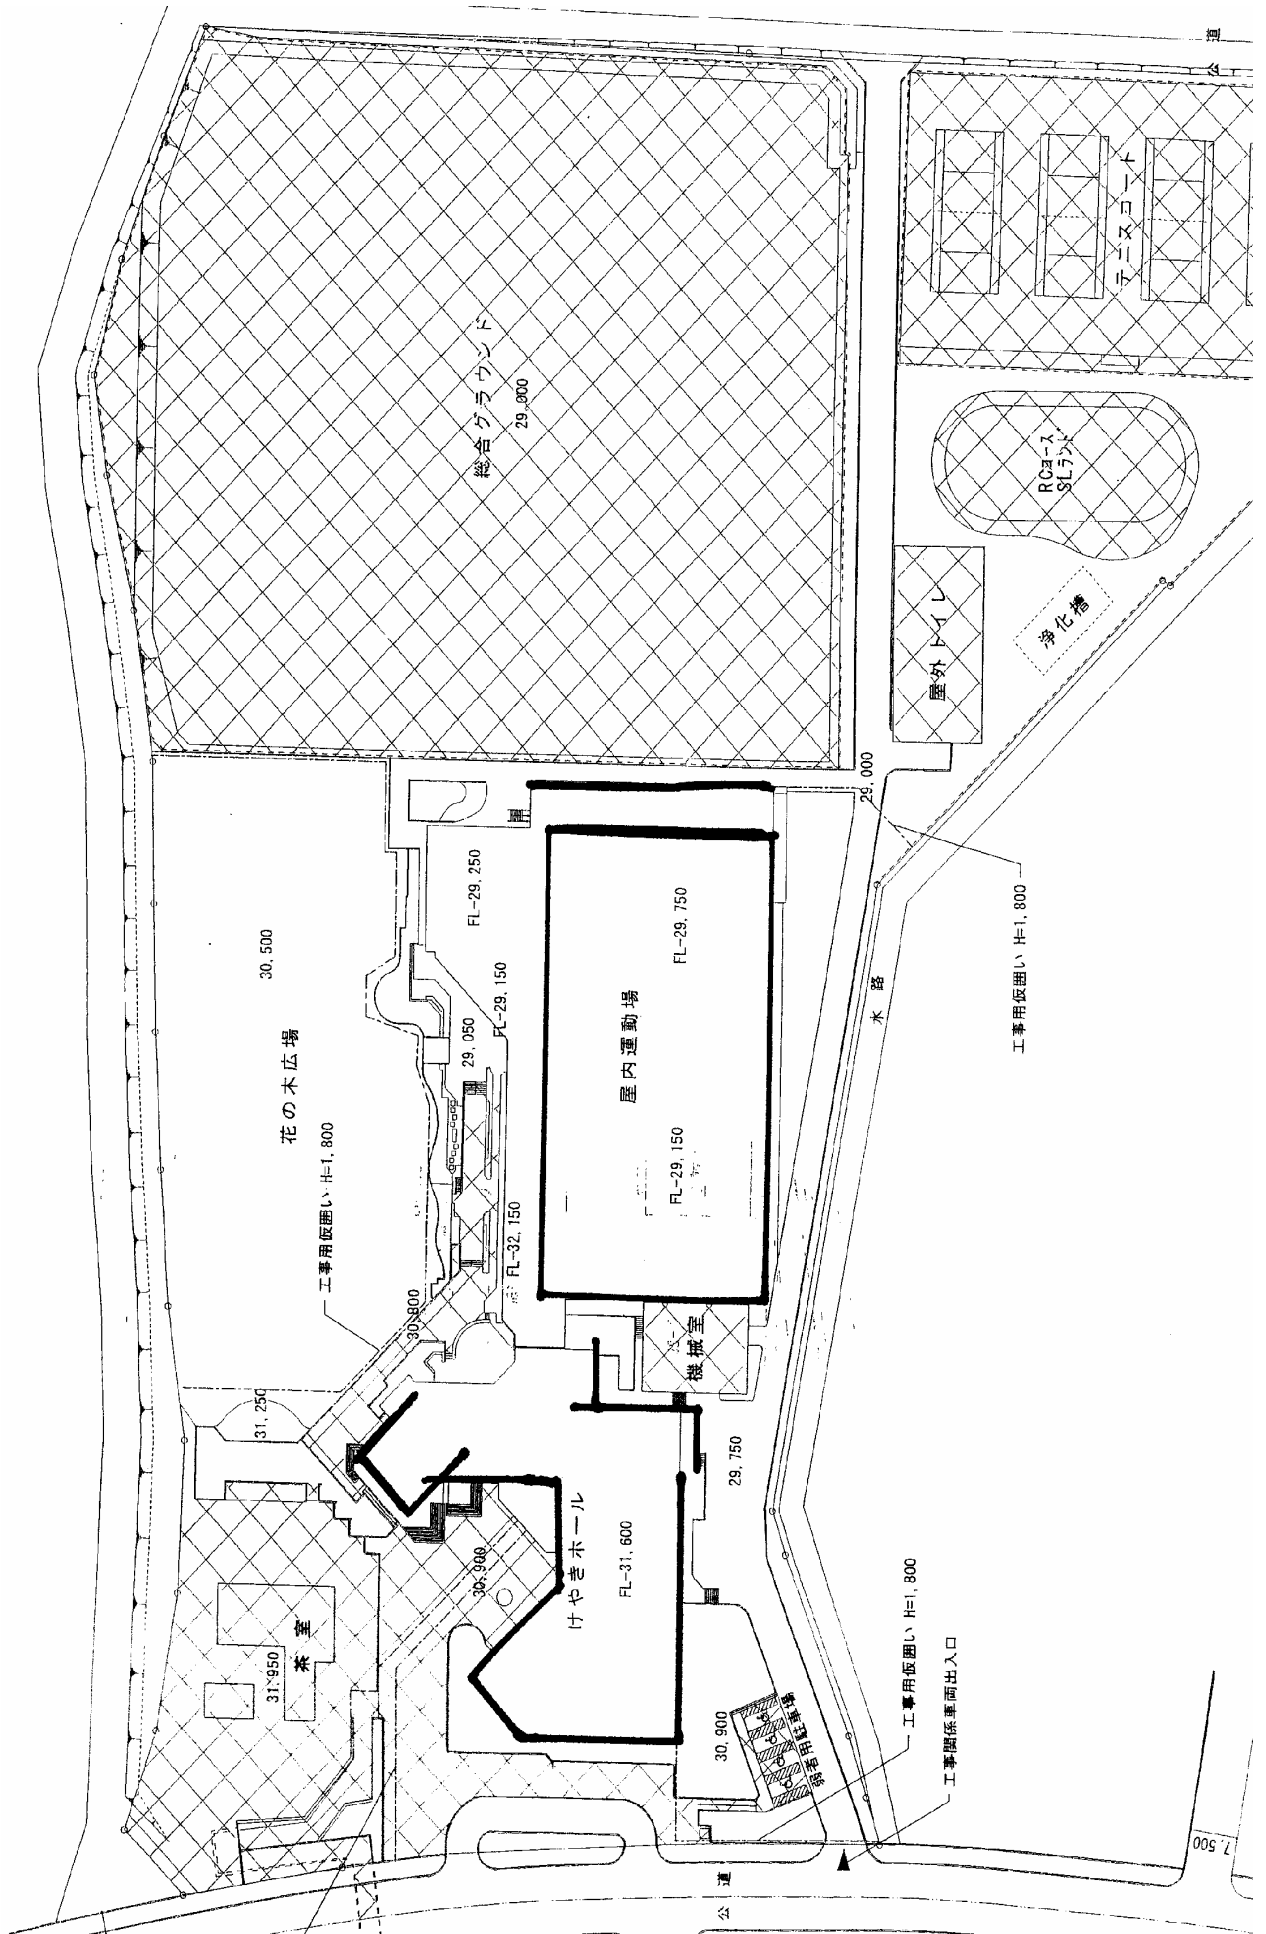 公道
テニスコート
総合グラウンド
29,000
RCコース
SLランド
屋外トイレ
浄化槽
29,000
工事用仮囲い H=1,800
水路
FL-29,250
FL-29,750
30,500
FL-29,150
29,050
花の木広場
屋内運動場
工事用仮囲い H=1,800
FL-29,150
FL-32,150
30,800
機械室
31,250
29,750
30,900
けやきホール
FL-31,600
茶室
31,950
30,900
弱者用駐車場
工事用仮囲い H=1,800
工事関係車両出入口
公道
7,500